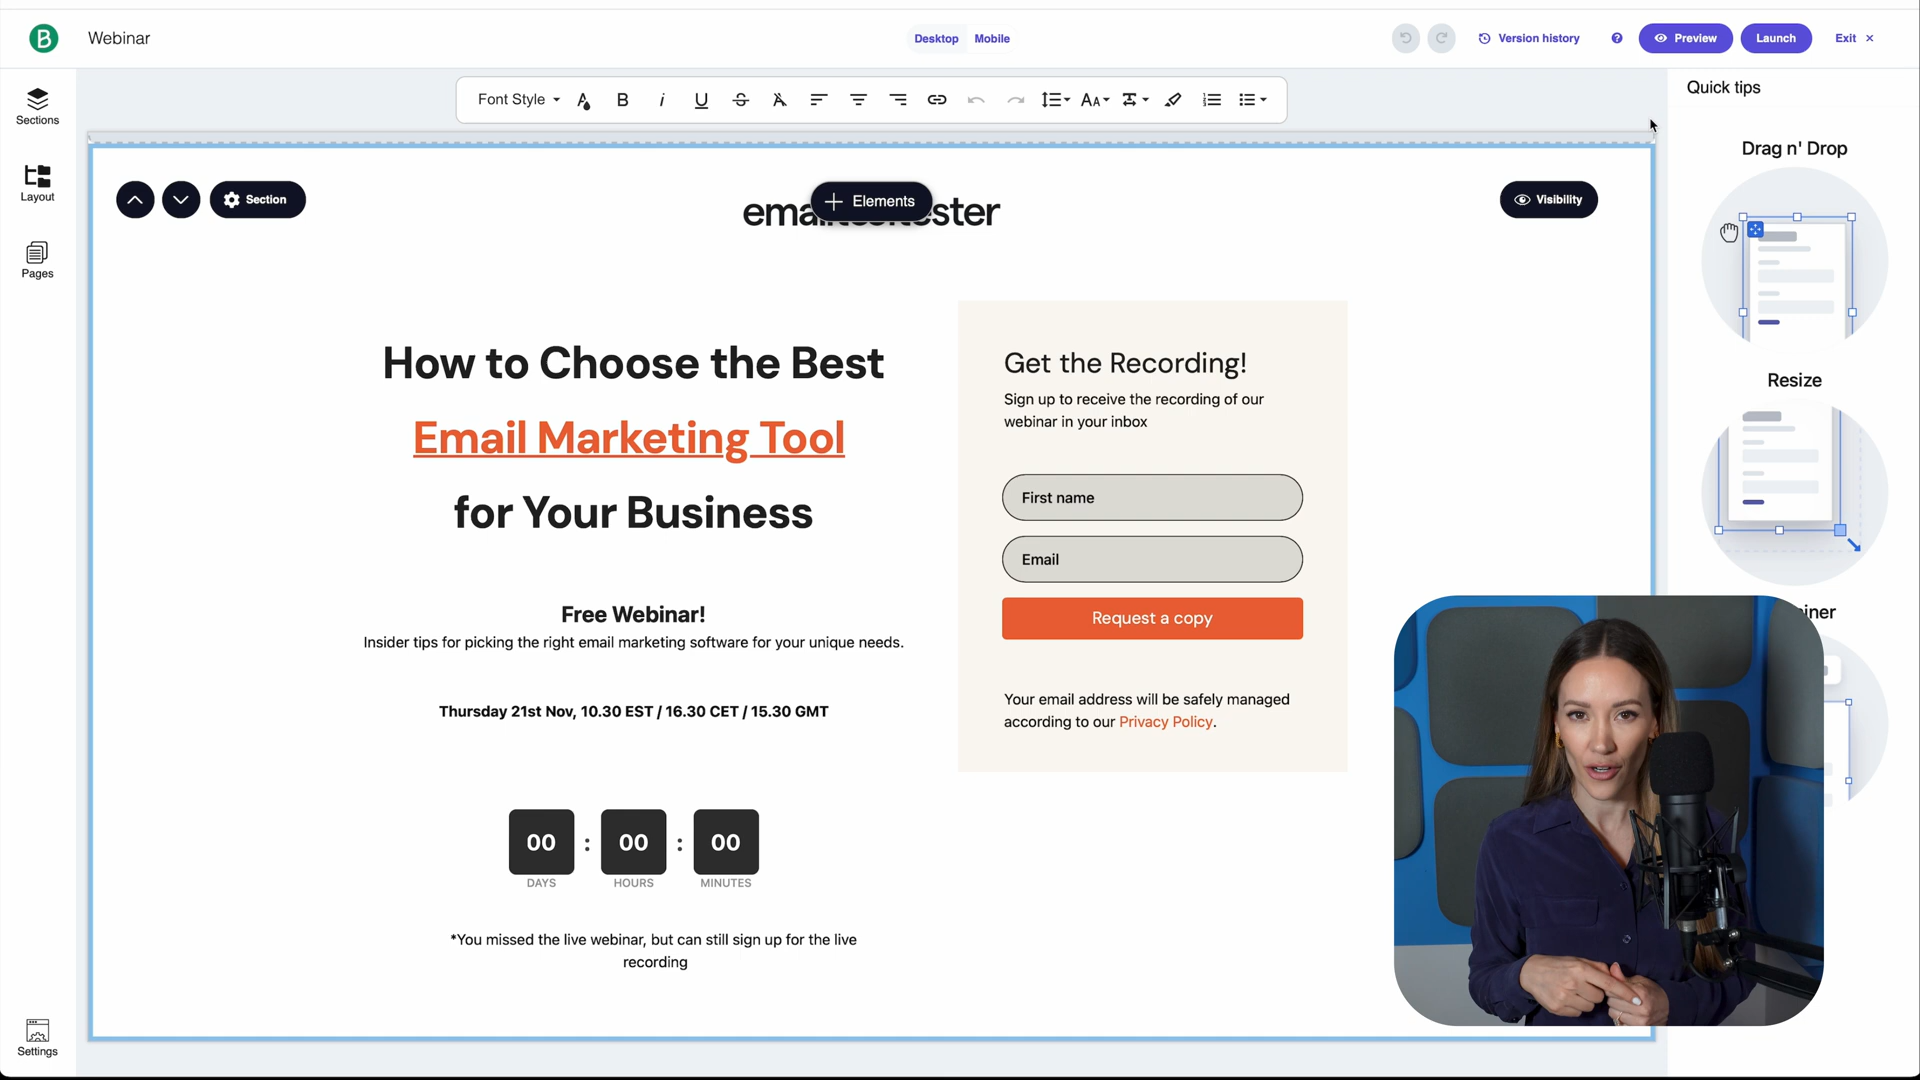 B
Webinar
Desktop Mobile
Version history
Preview
Launch
Exit
Sections
Layout
Pages
Settings
Font Style
Quick tips
Drag n' Drop
Resize
Section
Elements
Visibility
How to Choose the Best
Email Marketing Tool
for Your Business
Free Webinar!
Insider tips for picking the right email marketing software for your unique needs.
Thursday 21st Nov, 10.30 EST / 16.30 CET / 15.30 GMT
00 : 00 : 00
DAYS HOURS MINUTES
*You missed the live webinar, but can still sign up for the live
recording
Get the Recording!
Sign up to receive the recording of our
webinar in your inbox
First name
Email
Request a copy
Your email address will be safely managed
according to our Privacy Policy.